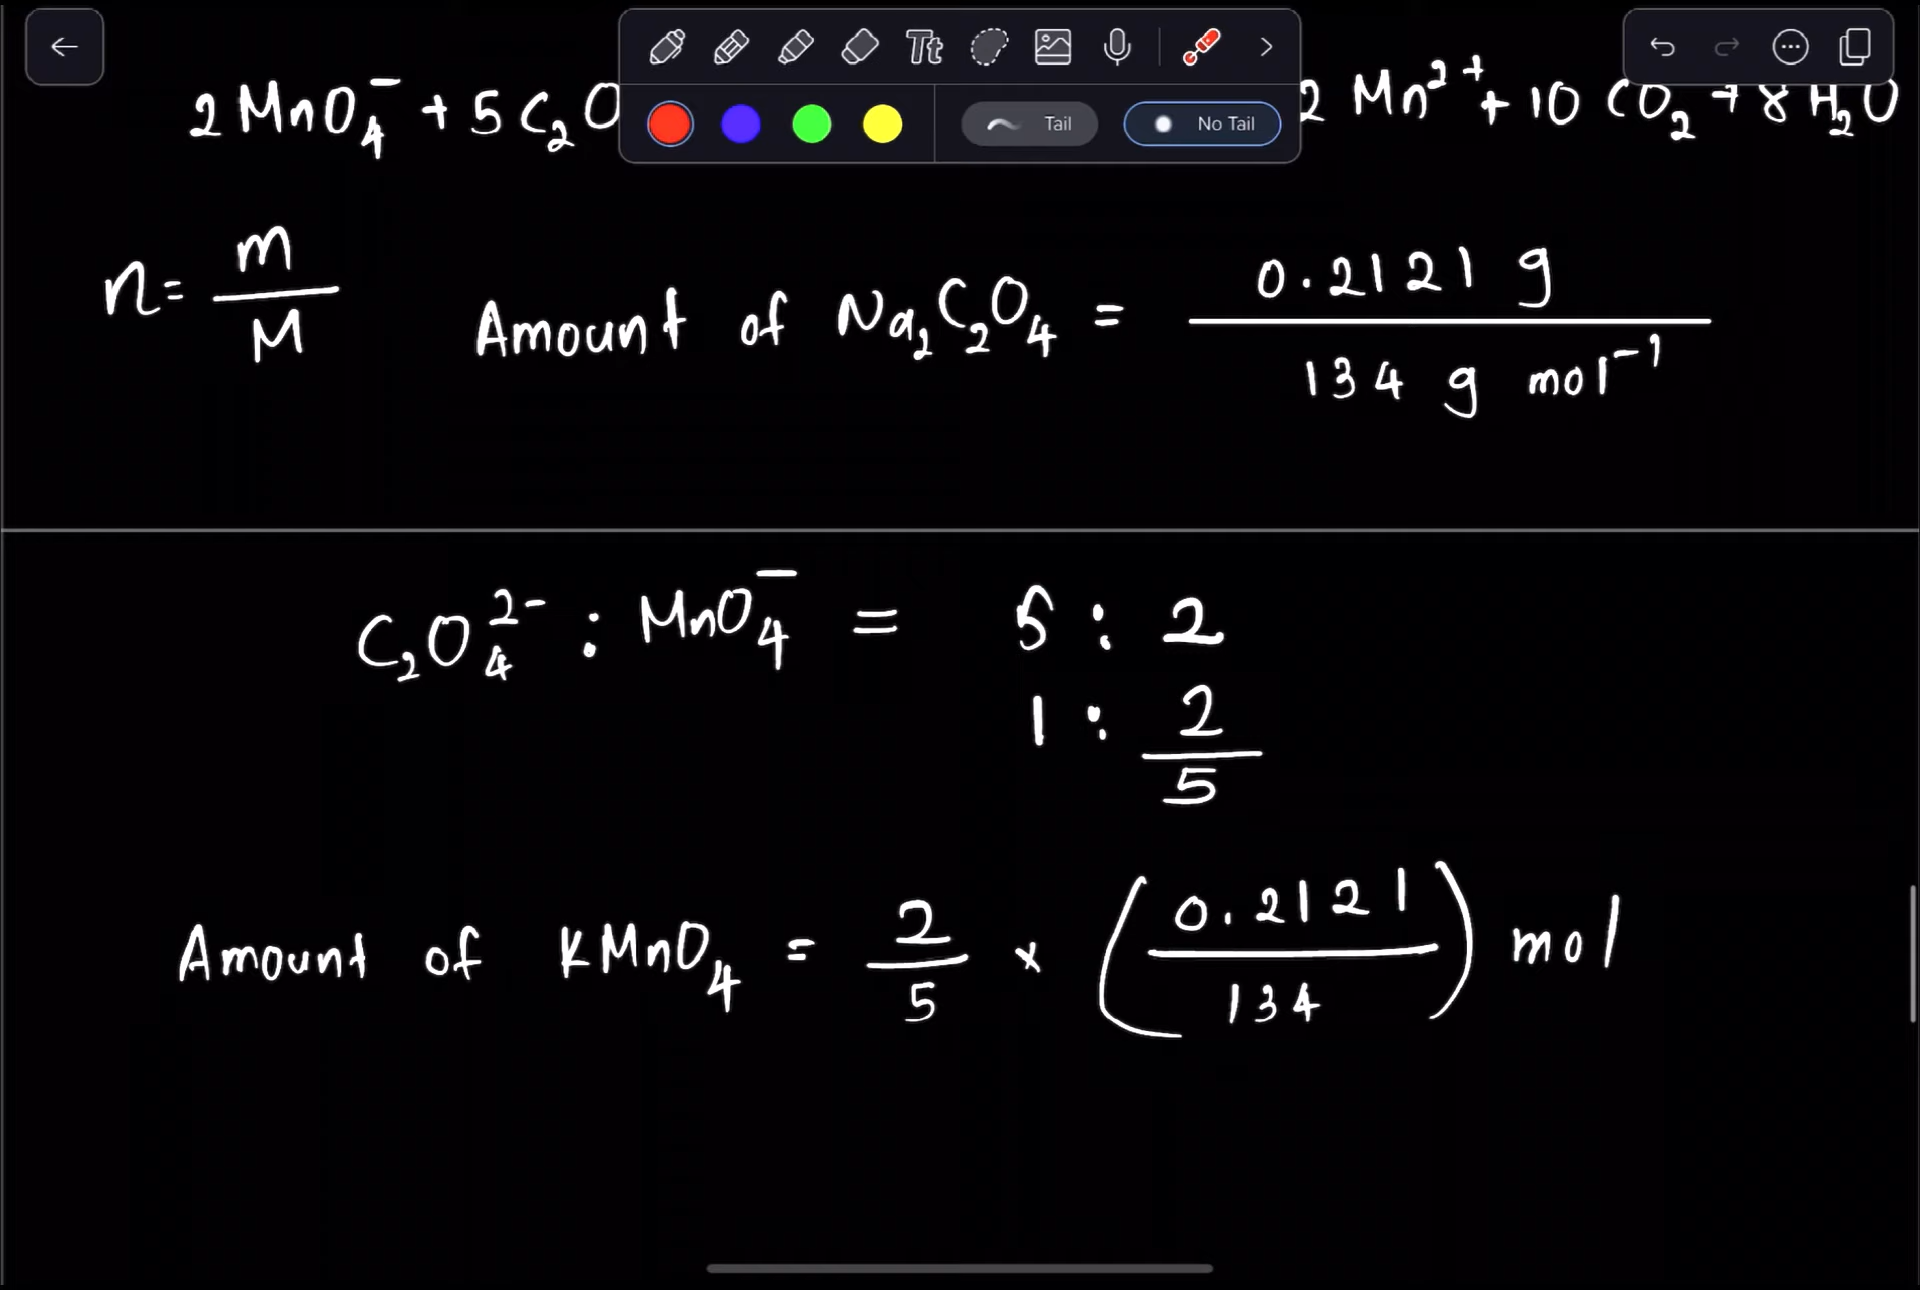 Tt
Tail No Tail
2 MnO₄⁻ + 5 C₂O 2 Mn²⁺ + 10 CO₂ + 8 H₂O
n = m/M Amount of Na₂C₂O₄ = 0.2121 g / 134 g mol⁻¹
C₂O₄²⁻ : MnO₄⁻ = 5 : 2
1 : 2/5
Amount of KMnO₄ = 2/5 × (0.2121/134) mol